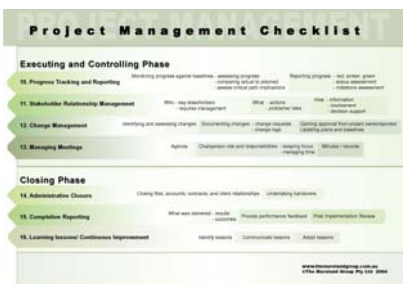 PROJECT MANAGEMENT
Project Management Checklist
Executing and Controlling Phase
10. Progress Tracking and Reporting
Monitoring progress against baselines - assessing progress
- comparing actual to planned
- assess critical path implications
Reporting progress - red, amber, green
- status assessment
- milestone assessment
11. Stakeholder Relationship Management
Who - key stakeholders
- requires management
What - actions
- problems/ risks
How - information
- involvement
- decision support
12. Change Management
Identifying and assessing changes
Documenting changes - change requests
- change logs
Gaining approval from project owner/sponsor
Updating plans and baselines
13. Managing Meetings
Agenda
Chairperson role and responsibilities - keeping focus
- managing time
Minutes / records
Closing Phase
14. Administrative Closure
Closing files, accounts, contracts, and client relationships
Undertaking handovers
15. Completion Reporting
What was delivered - results
- outcomes
Provide performance feedback
Post Implementation Review
16. Learning lessons/ Continuous Improvement
Identify lessons
Communicate lessons
Adopt lessons
www.themorelandgroup.com.au
©The Moreland Group Pty Ltd 2004